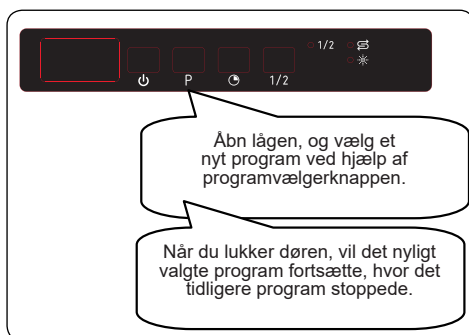 1/2
P 1/2
Åbn lågen, og vælg et
nyt program ved hjælp af
programvælgerknappen.
Når du lukker døren, vil det nyligt
valgte program fortsætte, hvor det
tidligere program stoppede.